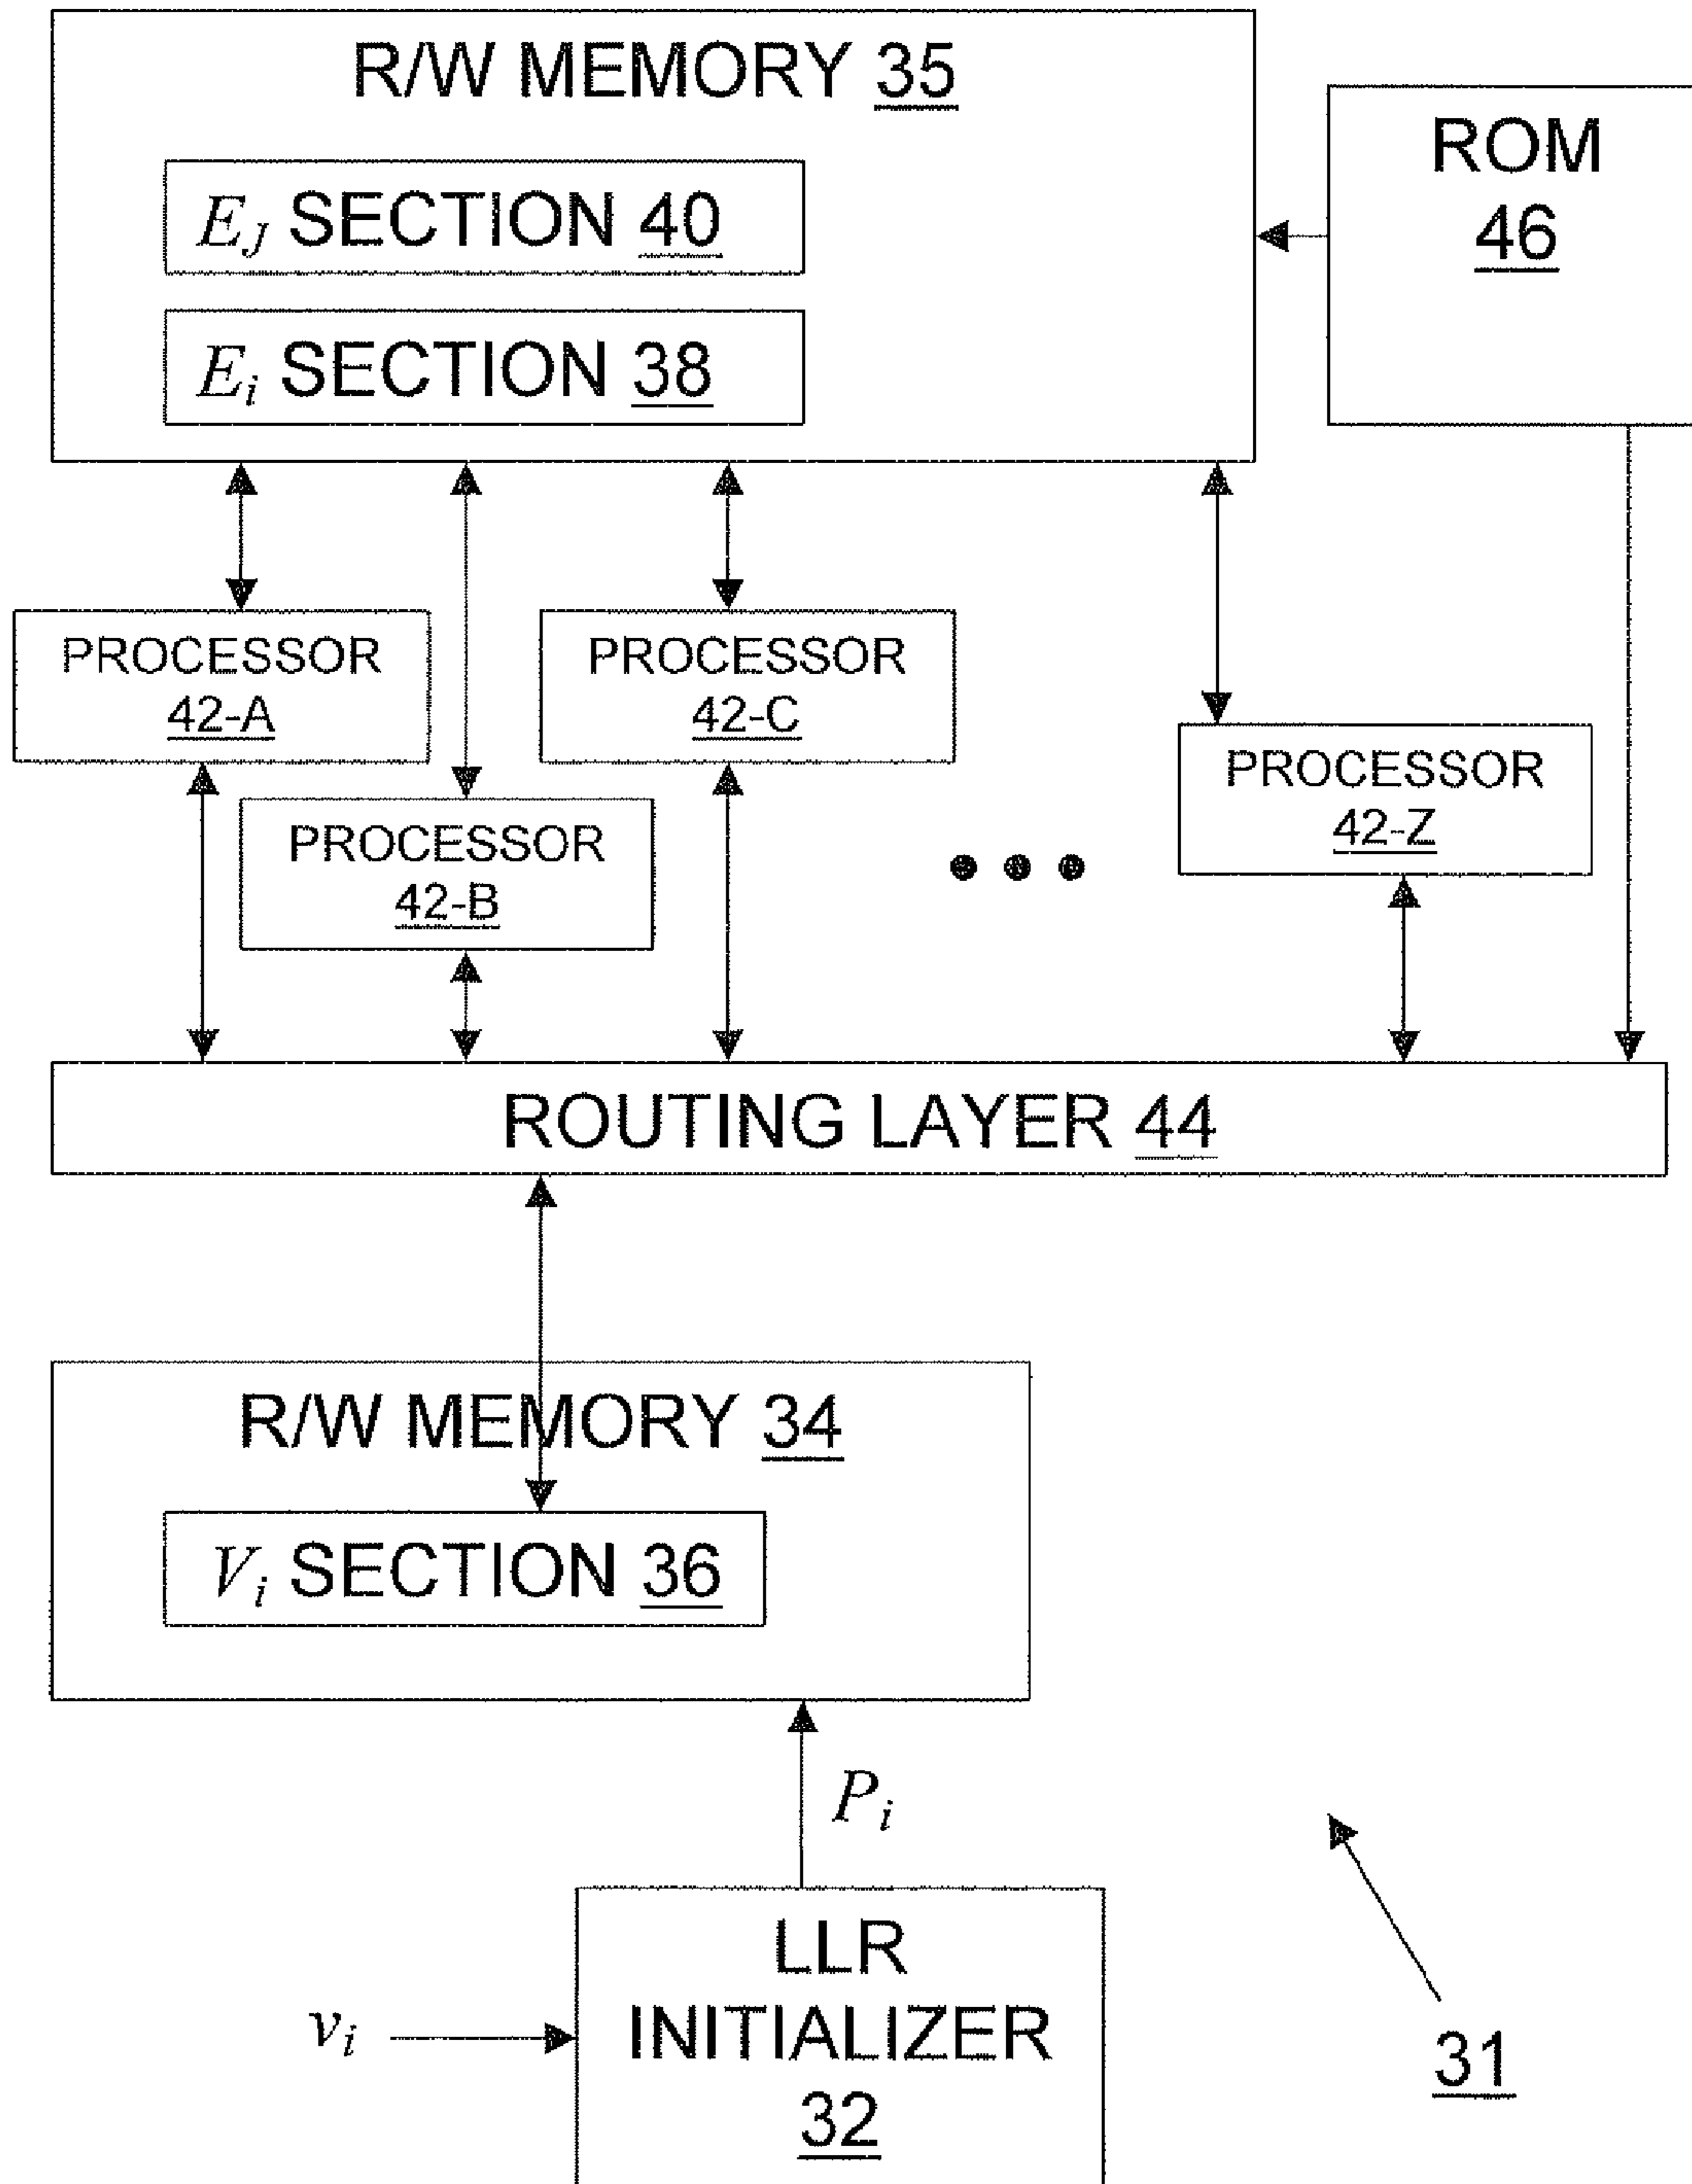 R/W MEMORY 35
E_J SECTION 40
E_i SECTION 38
ROM
46
PROCESSOR
42-A
PROCESSOR
42-B
PROCESSOR
42-C
PROCESSOR
42-Z
ROUTING LAYER 44
R/W MEMORY 34
V_i SECTION 36
P_i
LLR
INITIALIZER
32
v_i
31